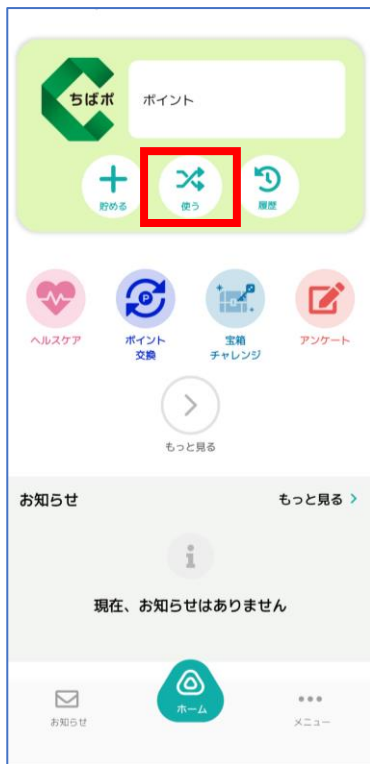 ちばポ
ポイント
貯める
使う
履歴
ヘルスケア
ポイント
交換
宝箱
チャレンジ
アンケート
もっと見る
お知らせ
もっと見る
現在、お知らせはありません
お知らせ
ホーム
メニュー